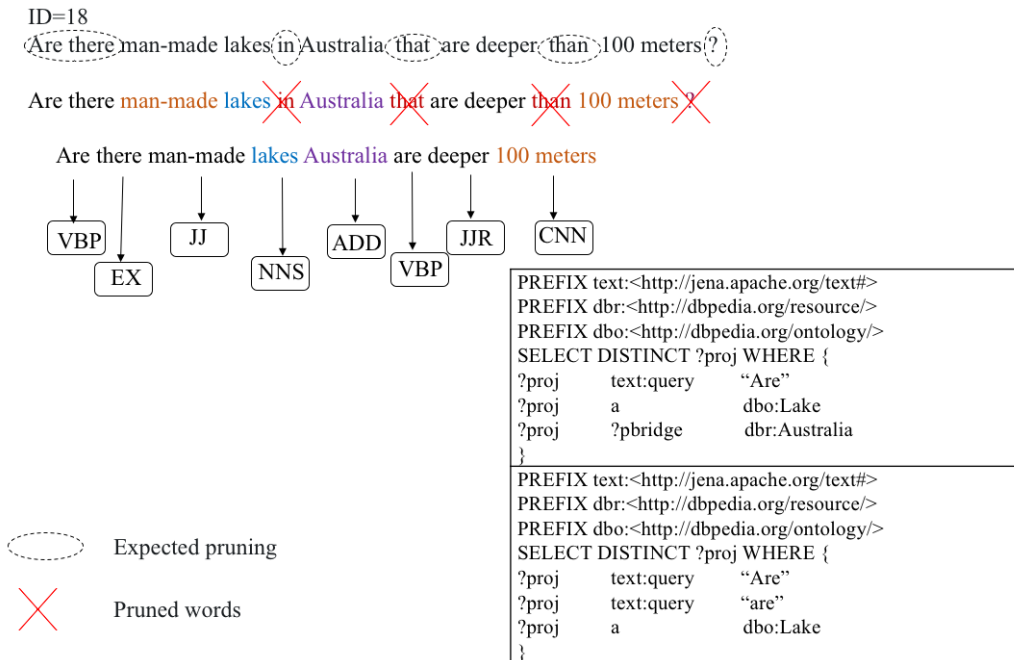 ID=18
Are there man-made lakes in Australia that are deeper than 100 meters ?
Are there man-made lakes in Australia that are deeper than 100 meters ?
Are there man-made lakes Australia are deeper 100 meters
VBP
EX
JJ
NNS
ADD
VBP
JJR
CNN
PREFIX text:<http://jena.apache.org/text#>
PREFIX dbr:<http://dbpedia.org/resource/>
PREFIX dbo:<http://dbpedia.org/ontology/>
SELECT DISTINCT ?proj WHERE {
?proj text:query “Are”
?proj a dbo:Lake
?proj ?pbridge dbr:Australia
}
PREFIX text:<http://jena.apache.org/text#>
PREFIX dbr:<http://dbpedia.org/resource/>
PREFIX dbo:<http://dbpedia.org/ontology/>
SELECT DISTINCT ?proj WHERE {
?proj text:query “Are”
?proj text:query “are”
?proj a dbo:Lake
}
Expected pruning
Pruned words